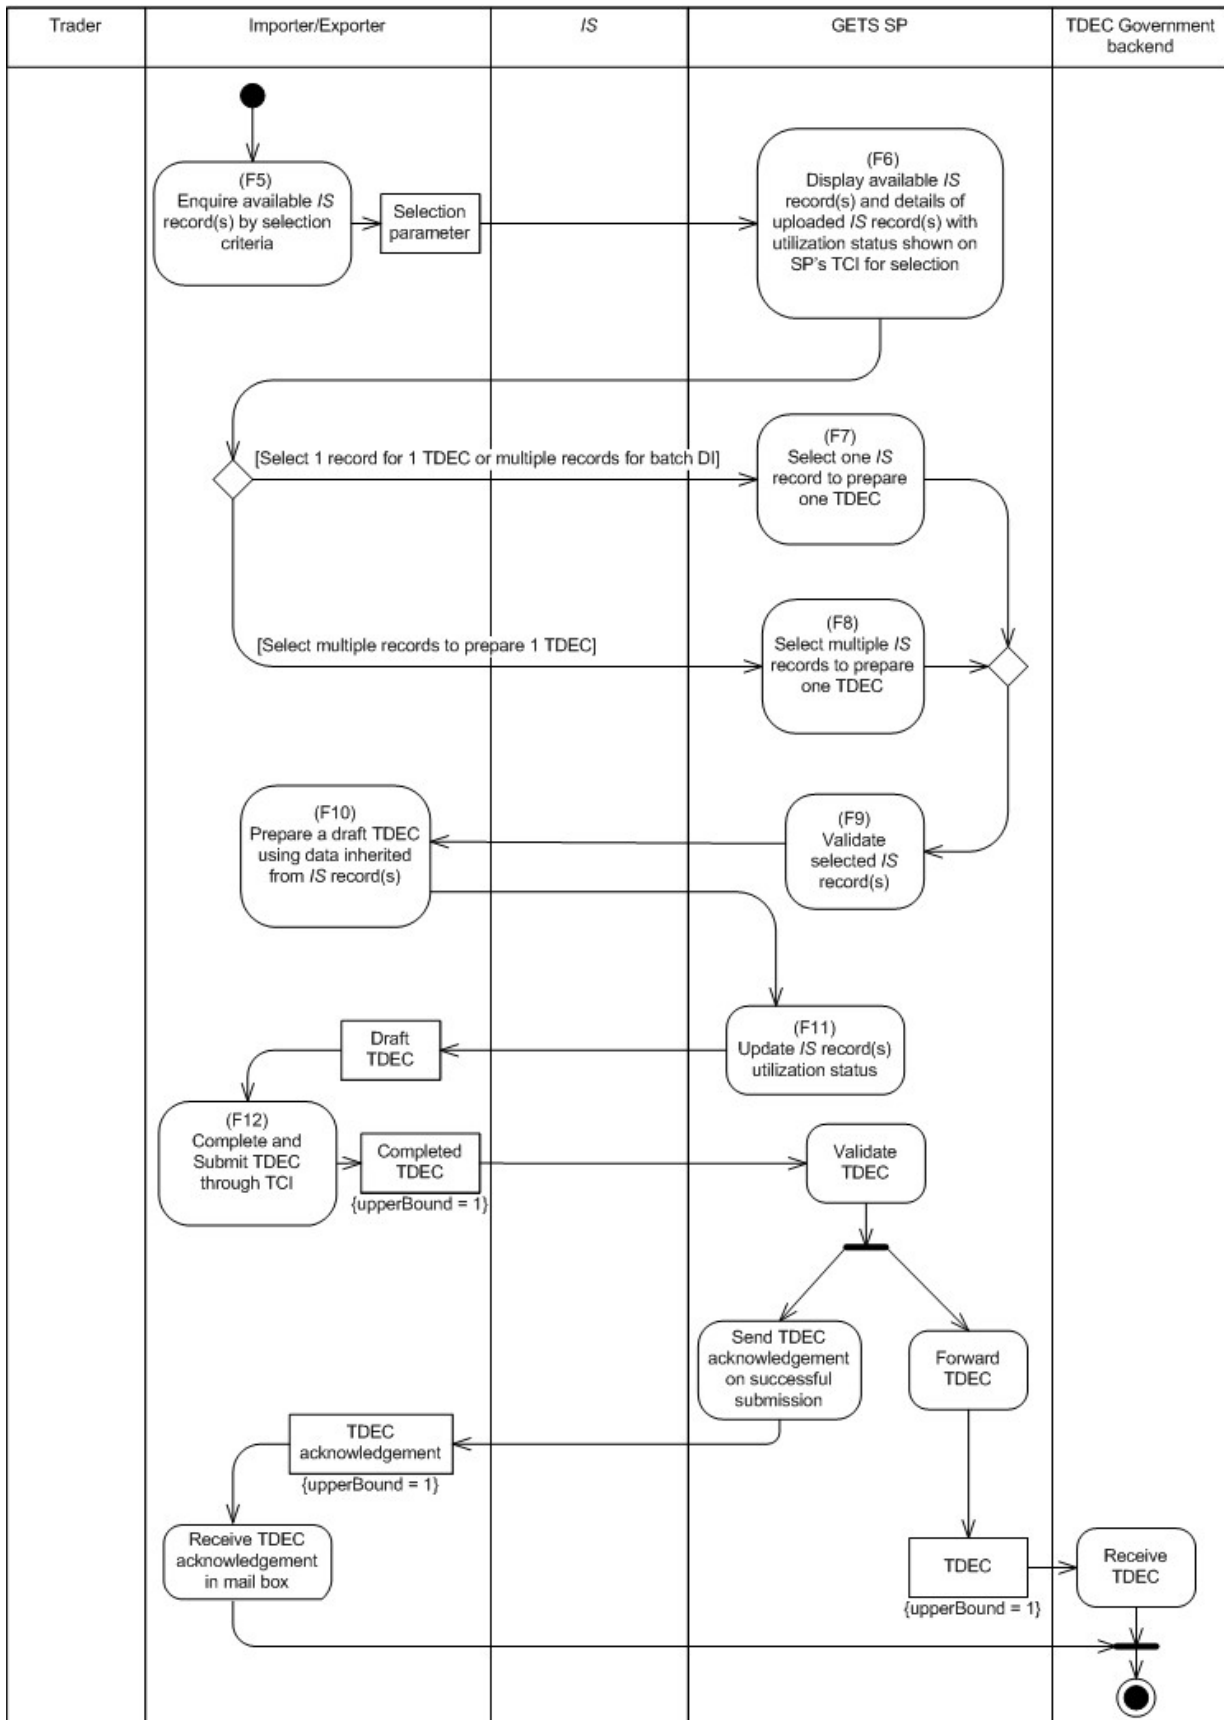 Trader
Importer/Exporter
IS
GETS SP
TDEC Government
backend
(F5)
Enquire available IS
record(s) by selection
criteria
Selection
parameter
(F6)
Display available IS
record(s) and details of
uploaded IS record(s) with
utilization status shown on
SP's TCI for selection
[Select 1 record for 1 TDEC or multiple records for batch DI]
(F7)
Select one IS
record to prepare
one TDEC
[Select multiple records to prepare 1 TDEC]
(F8)
Select multiple IS
records to prepare
one TDEC
(F9)
Validate
selected IS
record(s)
(F10)
Prepare a draft TDEC
using data inherited
from IS record(s)
(F11)
Update IS record(s)
utilization status
Draft
TDEC
(F12)
Complete and
Submit TDEC
through TCI
Completed
TDEC
{upperBound = 1}
Validate
TDEC
Send TDEC
acknowledgement
on successful
submission
Forward
TDEC
TDEC
acknowledgement
{upperBound = 1}
Receive TDEC
acknowledgement
in mail box
TDEC
{upperBound = 1}
Receive
TDEC